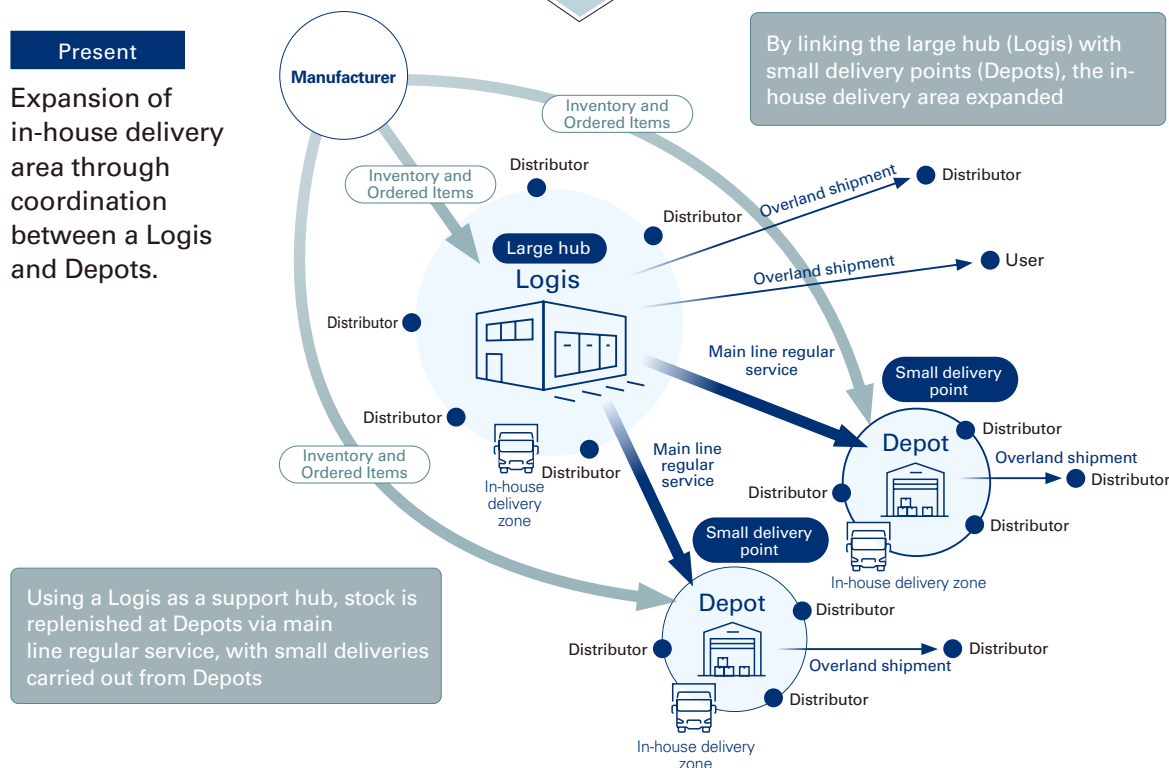 Present
Expansion of
in-house delivery
area through
coordination
between a Logis
and Depots.
Manufacturer
By linking the large hub (Logis) with
small delivery points (Depots), the in-
house delivery area expanded
Inventory and
Ordered Items
Inventory and
Ordered Items
Distributor
Distributor
Overland shipment
Distributor
Large hub
Logis
Overland shipment
User
Distributor
Main line regular
service
Small delivery
point
Distributor
Distributor
In-house
delivery
zone
Main line
regular
service
Inventory and
Ordered Items
Depot
Distributor
Overland shipment
Distributor
Distributor
Distributor
In-house delivery zone
Small delivery
point
Depot
Distributor
Distributor
Overland shipment
Distributor
Distributor
In-house delivery
zone
Using a Logis as a support hub, stock is
replenished at Depots via main
line regular service, with small deliveries
carried out from Depots